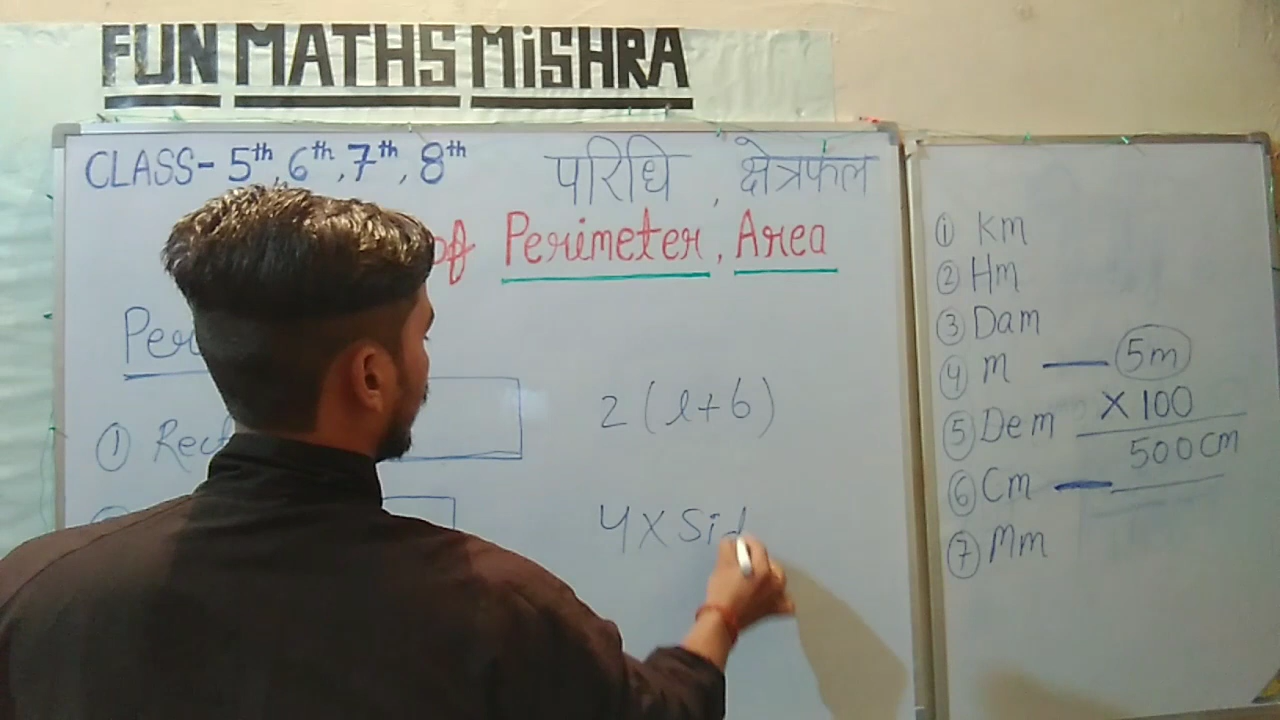 FUN MATHS MiSHRA
CLASS- 5th, 6th, 7th, 8th
परिधि , क्षेत्रफल
of Perimeter, Area
① Rec
2(l+b)
4×Sid
① Km
② Hm
③ Dam
④ m — 5m
×100
⑤ Dem
500cm
⑥ Cm —
⑦ Mm